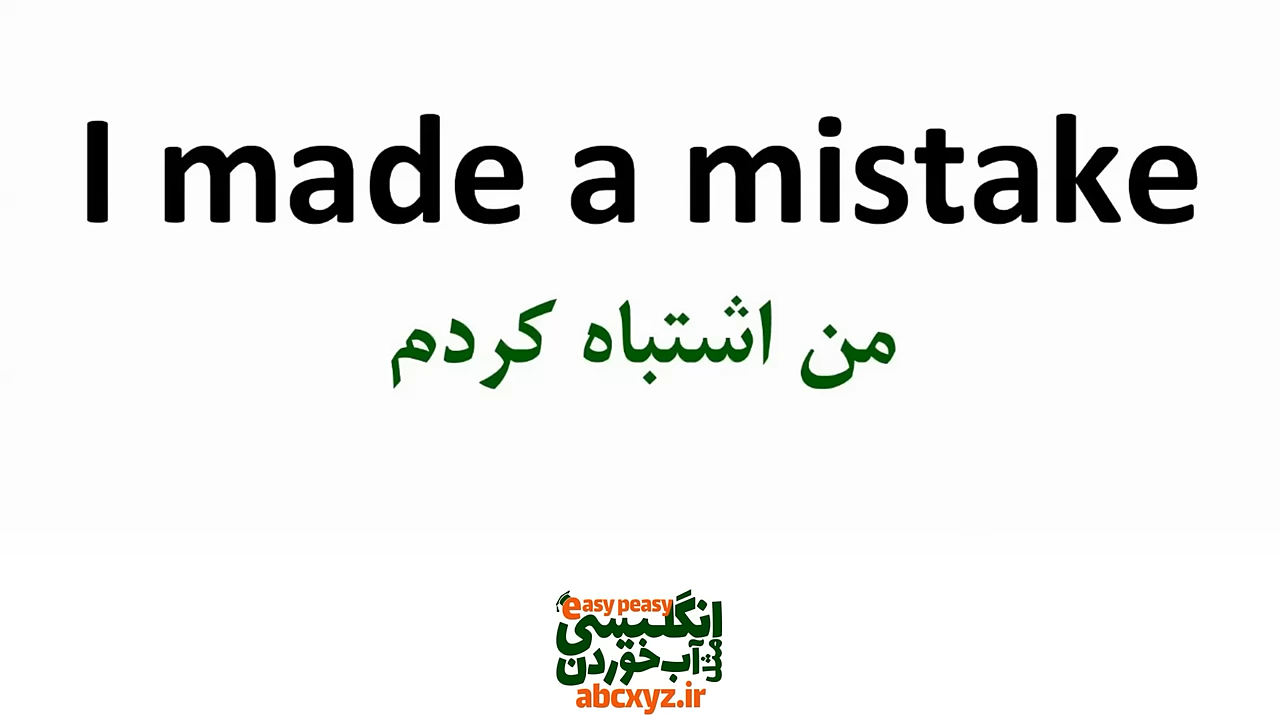 I made a mistake
من اشتباه کردم
easy peasy
انگلیسی
مثل آب خوردن
abcxyz.ir